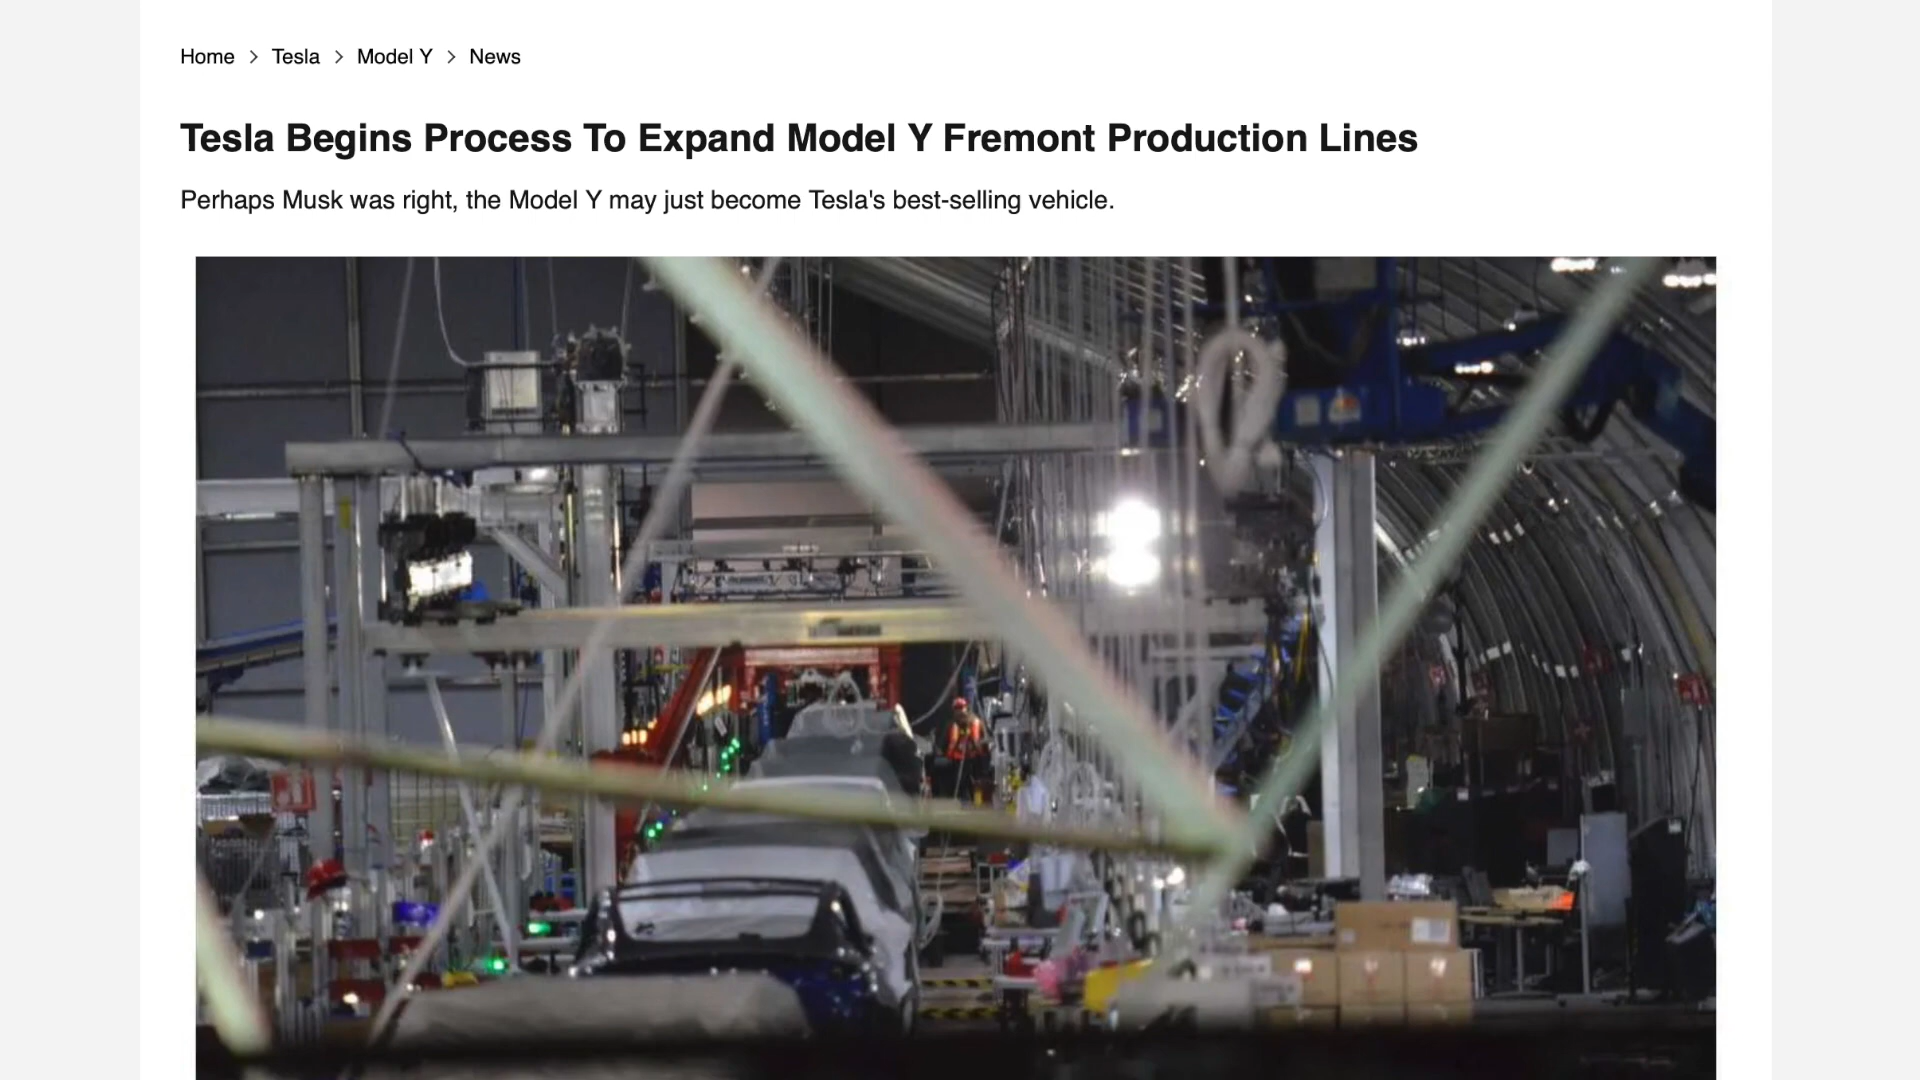 Home > Tesla > Model Y > News
Tesla Begins Process To Expand Model Y Fremont Production Lines
Perhaps Musk was right, the Model Y may just become Tesla's best-selling vehicle.